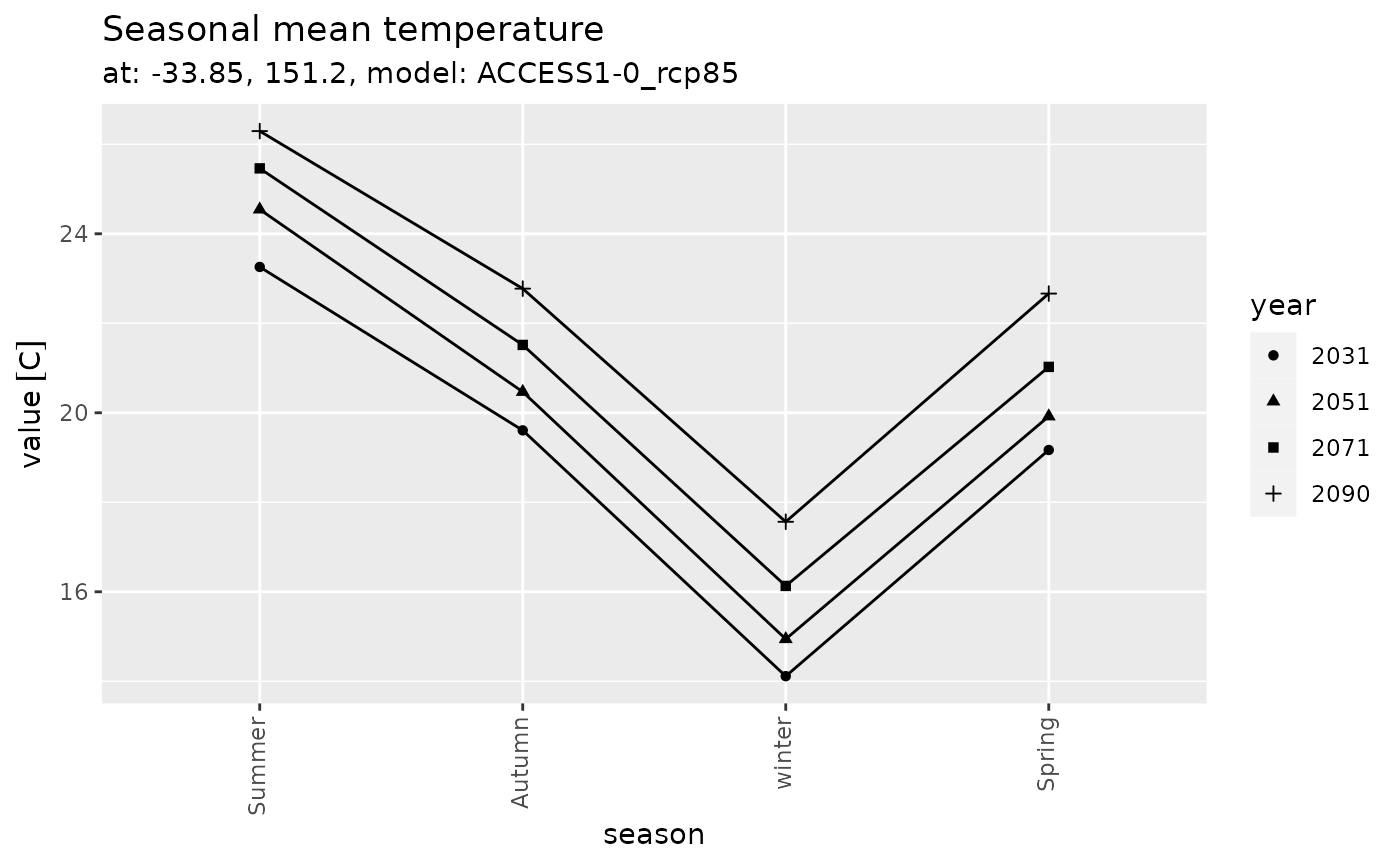 Seasonal mean temperature
at: -33.85, 151.2, model: ACCESS1-0_rcp85
value [C]
24
20
16
Summer
Autumn
winter
Spring
season
year
2031
2051
2071
2090